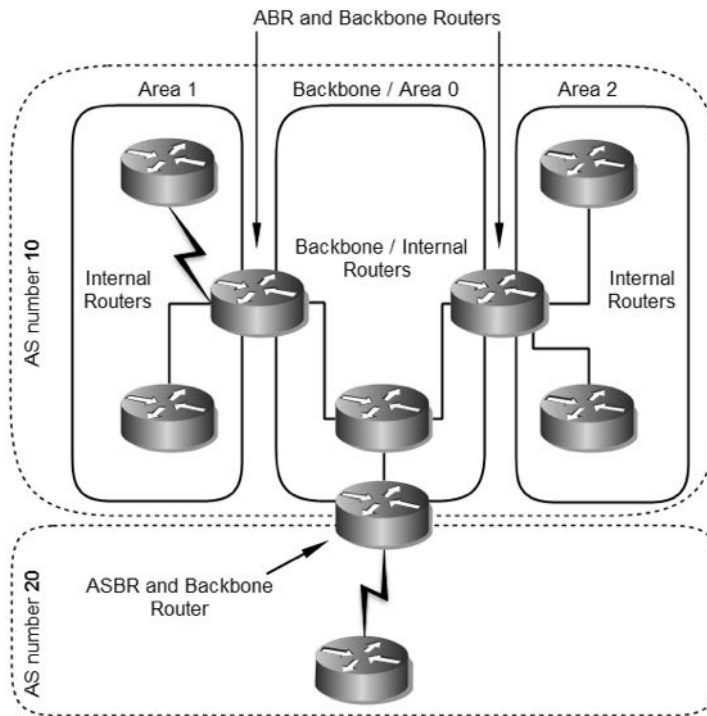 ABR and Backbone Routers
Area 1
Backbone / Area 0
Area 2
AS number 10
Internal
Routers
Backbone / Internal
Routers
Internal
Routers
AS number 20
ASBR and Backbone
Router